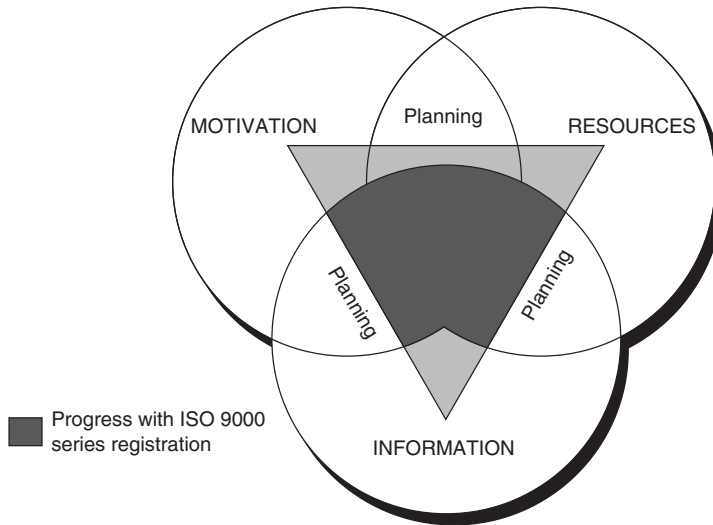 Planning
MOTIVATION
RESOURCES
Planning
Planning
Progress with ISO 9000
series registration
INFORMATION